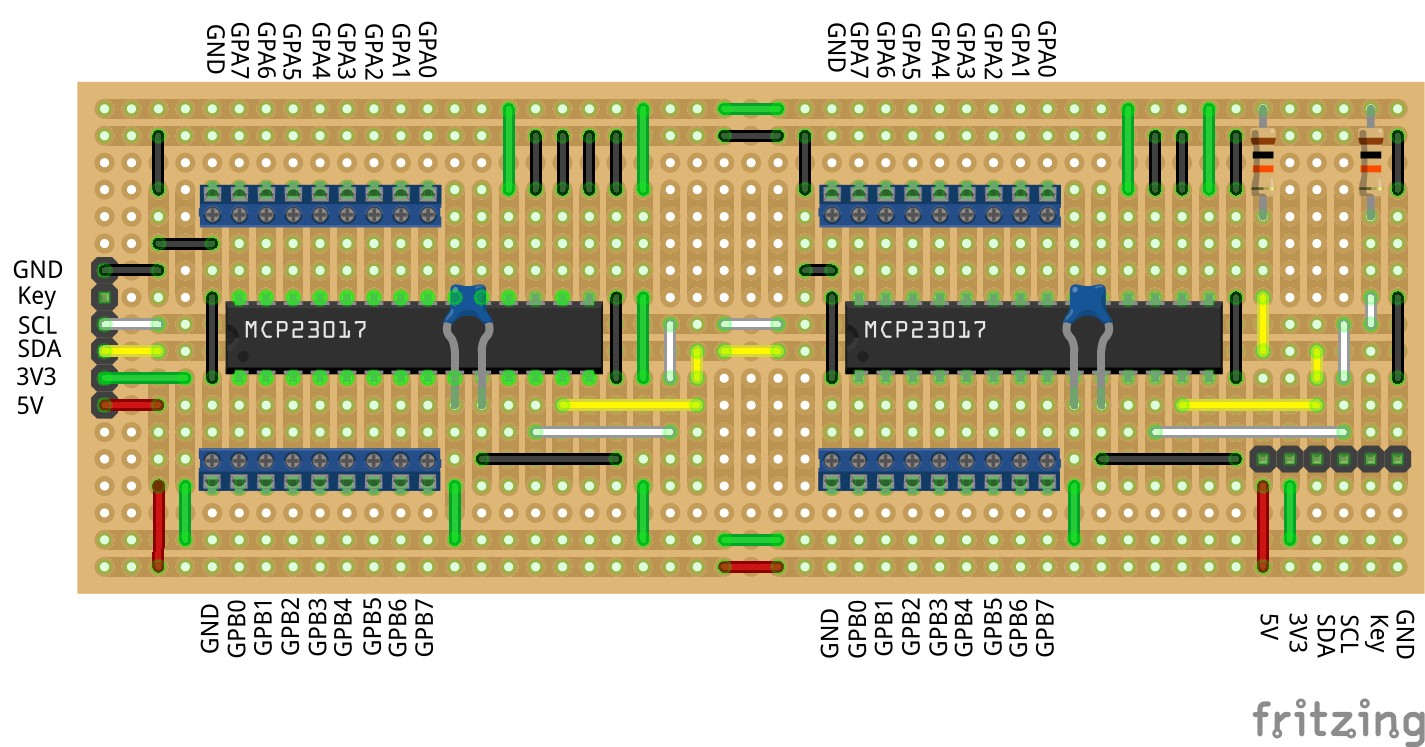 GND GPA7 GPA6 GPA5 GPA4 GPA3 GPA2 GPA1 GPA0
GND GPA7 GPA6 GPA5 GPA4 GPA3 GPA2 GPA1 GPA0
GND
Key
SCL
SDA
3V3
5V
MCP23017
MCP23017
GND GPB0 GPB1 GPB2 GPB3 GPB4 GPB5 GPB6 GPB7
GND GPB0 GPB1 GPB2 GPB3 GPB4 GPB5 GPB6 GPB7
5V 3V3 SDA SCL Key GND
fritzing